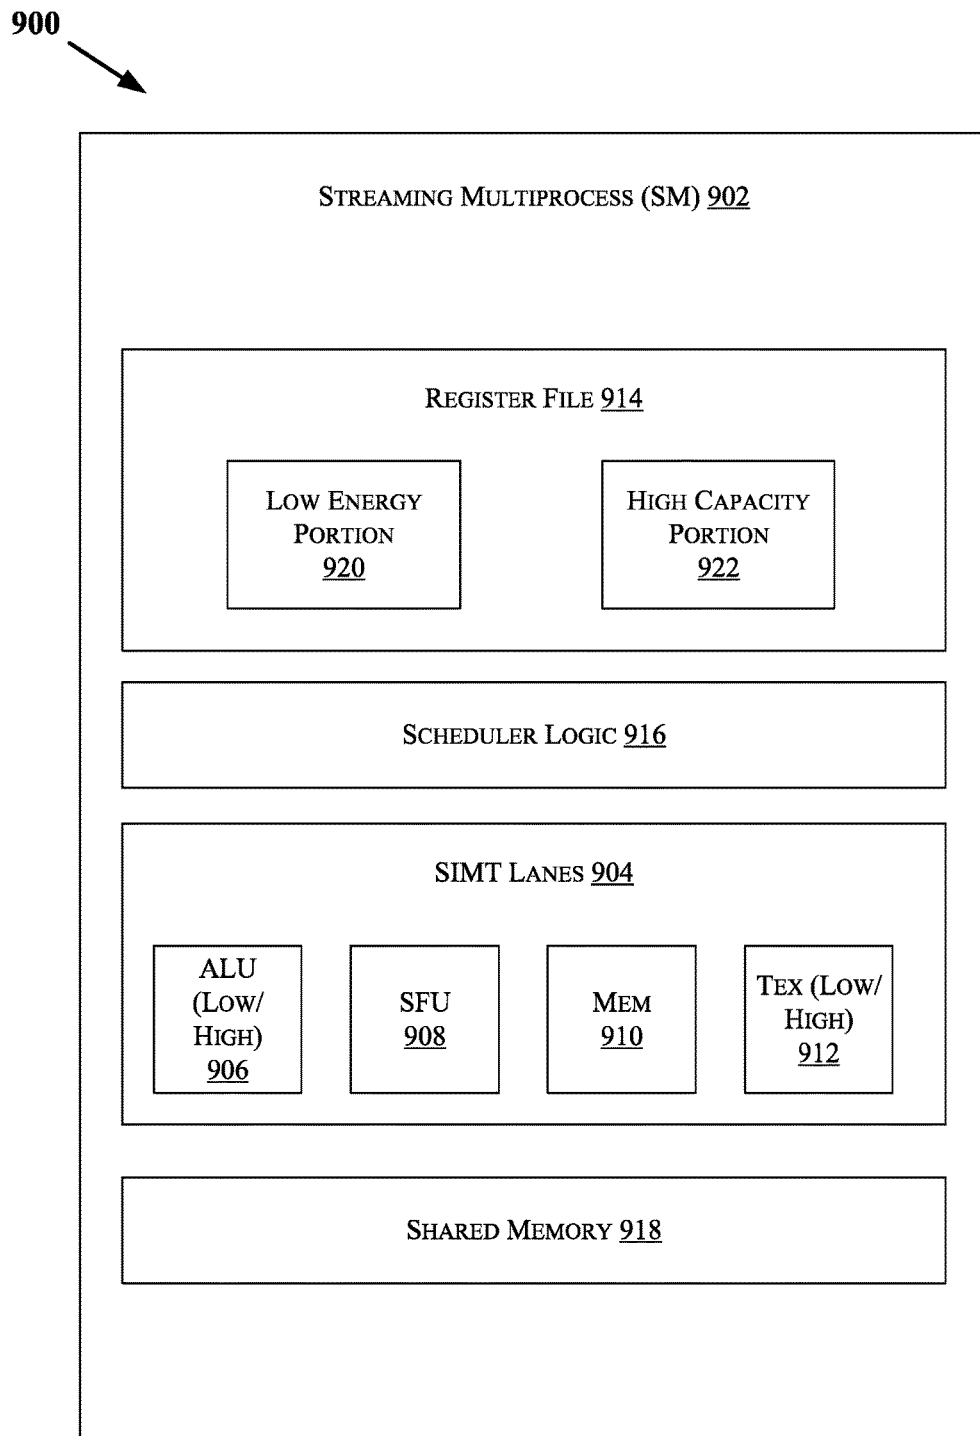 900
Streaming Multiprocess (SM) 902
Register File 914
Low Energy
Portion
920
High Capacity
Portion
922
Scheduler Logic 916
SIMT Lanes 904
ALU
(Low/
High)
906
SFU
908
Mem
910
Tex (Low/
High)
912
Shared Memory 918